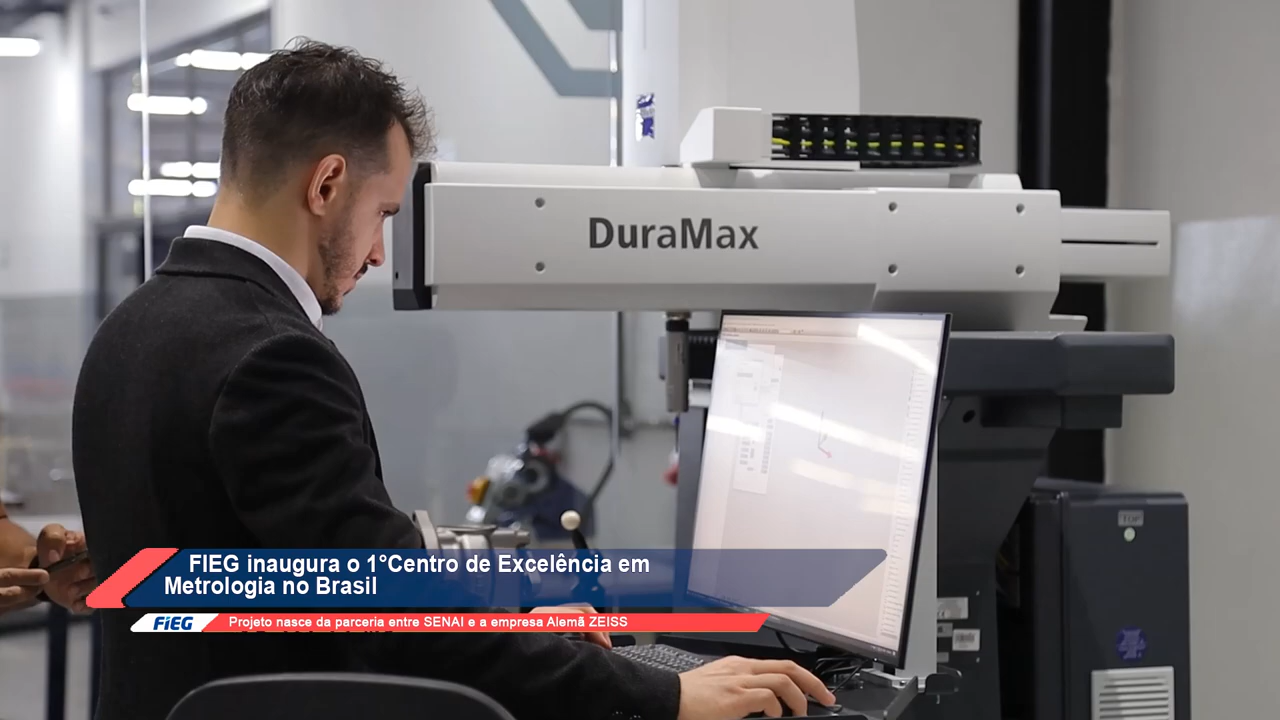 DuraMax
FIEG inaugura o 1°Centro de Excelência em
Metrologia no Brasil
FIEG
Projeto nasce da parceria entre SENAI e a empresa Alemã ZEISS
TOP